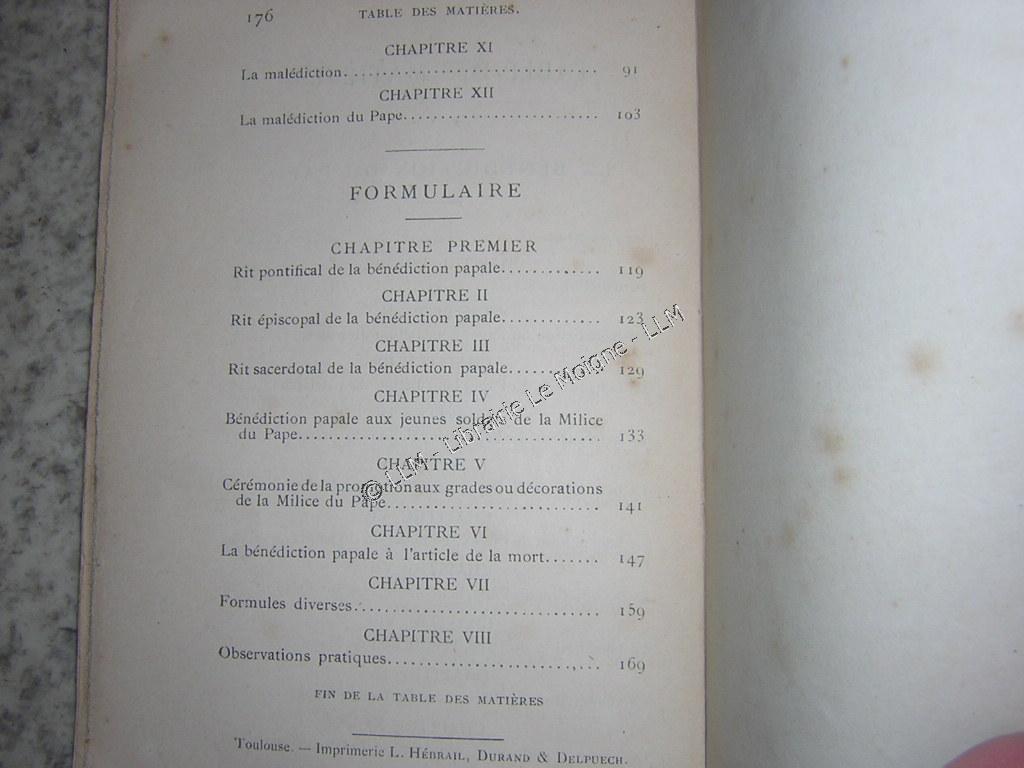 176 TABLE DES MATIÈRES.
CHAPITRE XI
La malédiction. . . . . . . . . . . . . . . . . . . . . . . . . . . . . . . . . 91
CHAPITRE XII
La malédiction du Pape. . . . . . . . . . . . . . . . . . . . . . . . . 103
FORMULAIRE
CHAPITRE PREMIER
Rit pontifical de la bénédiction papale. . . . . . . . . . . . . 119
CHAPITRE II
Rit épiscopal de la bénédiction papale. . . . . . . . . . . . . 123
CHAPITRE III
Rit sacerdotal de la bénédiction papale. . . . . . . . . . . . 129
CHAPITRE IV
Bénédiction papale aux jeunes soldats de la Milice
du Pape. . . . . . . . . . . . . . . . . . . . . . . . . . . . . . . . . . . . . . 133
CHAPITRE V
Cérémonie de la promotion aux grades ou décorations
de la Milice du Pape. . . . . . . . . . . . . . . . . . . . . . . . . . . 141
CHAPITRE VI
La bénédiction papale à l'article de la mort. . . . . . . 147
CHAPITRE VII
Formules diverses. . . . . . . . . . . . . . . . . . . . . . . . . . . . . . . 159
CHAPITRE VIII
Observations pratiques. . . . . . . . . . . . . . . . . . . . . . . . . . . 169
FIN DE LA TABLE DES MATIÈRES
Toulouse. — Imprimerie L. HÉBRAIL, DURAND & DELPUECH.
© LLM - Librairie Le Moigne - LLM